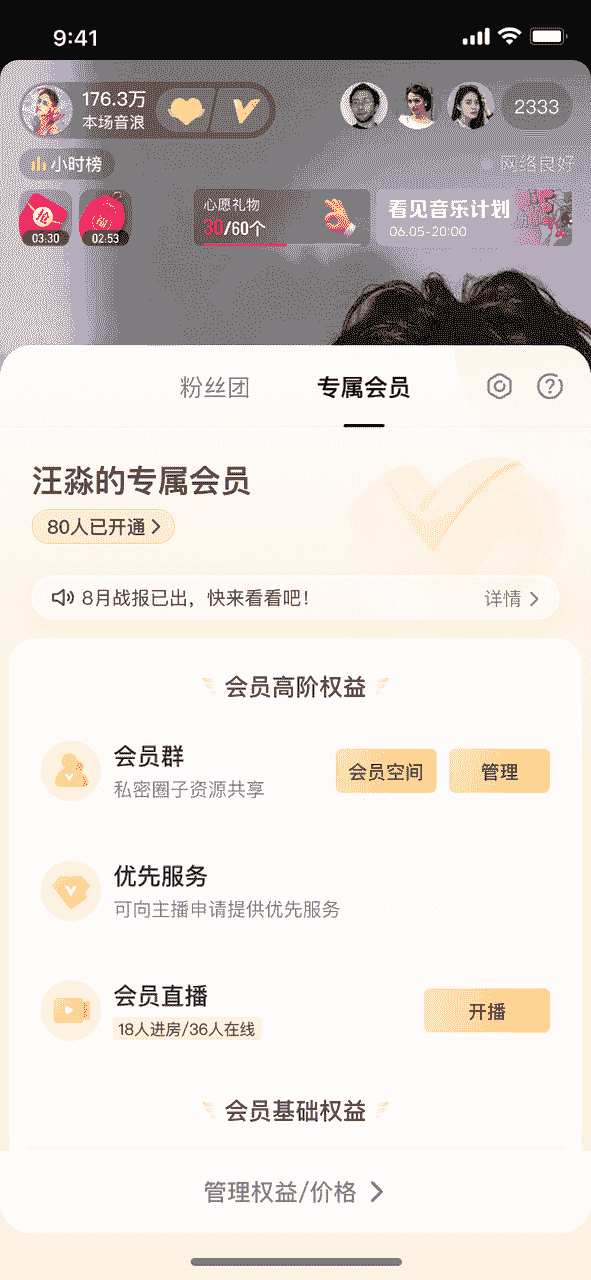 9:41
176.3万
本场音浪
2333
小时榜
网络良好
抢
03:30
02:53
心愿礼物
30/60个
看见音乐计划
06.05-20:00
粉丝团
专属会员
汪淼的专属会员
80人已开通
8月战报已出，快来看看吧！
详情
会员高阶权益
会员群
私密圈子资源共享
会员空间
管理
优先服务
可向主播申请提供优先服务
会员直播
18人进房/36人在线
开播
会员基础权益
管理权益/价格